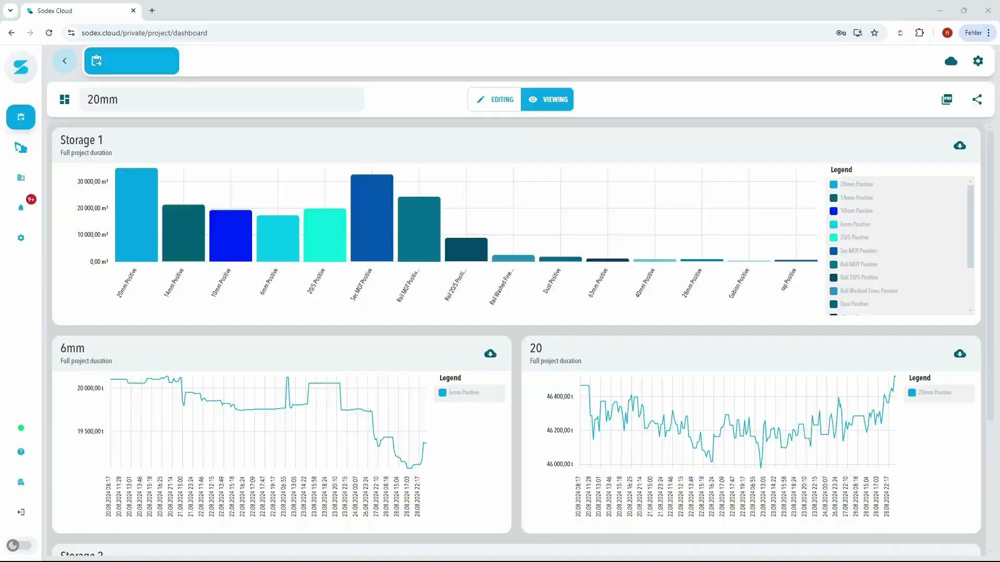 Sodex Cloud
sodex.cloud/private/project/dashboard
R
Fehler
20mm
EDITING
VIEWING
PDF
9+
Storage 1
Full project duration
30 000,00 m³
20 000,00 m³
10 000,00 m³
0,00 m³
20mm Positive
14mm Positive
10mm Positive
6mm Positive
20/5 Positive
Sec MOT Positive
Rail MOT Positiv...
Rail 20/5 Positi...
Rail Washed Fine...
Dust Positive
63mm Positive
40mm Positive
28mm Positive
Gabion Positive
rap Positive
Legend
20mm Positive
14mm Positive
10mm Positive
6mm Positive
20/5 Positive
Sec MOT Positive
Rail MOT Positive
Rail 20/5 Positive
Rail Washed Fines Positive
Dust Positive
6mm
Full project duration
20 000,00 t
19 500,00 t
20.08.2024 08:17
20.08.2024 11:28
20.08.2024 13:01
20.08.2024 13:46
20.08.2024 15:18
20.08.2024 16:25
20.08.2024 21:14
21.08.2024 15:00
21.08.2024 23:24
22.08.2024 11:46
22.08.2024 12:15
22.08.2024 13:49
22.08.2024 15:18
22.08.2024 16:24
22.08.2024 17:09
22.08.2024 17:47
22.08.2024 19:17
23.08.2024 06:55
23.08.2024 13:05
23.08.2024 14:22
23.08.2024 15:58
23.08.2024 18:24
23.08.2024 20:10
23.08.2024 22:15
24.08.2024 00:07
26.08.2024 23:24
27.08.2024 22:10
28.08.2024 08:18
28.08.2024 15:04
28.08.2024 17:03
28.08.2024 22:17
Legend
6mm Positive
20
Full project duration
46 400,00 t
46 200,00 t
46 000,00 t
20.08.2024 08:17
20.08.2024 11:28
20.08.2024 13:01
20.08.2024 13:46
20.08.2024 15:18
20.08.2024 16:25
20.08.2024 21:14
21.08.2024 15:00
21.08.2024 23:24
22.08.2024 11:46
22.08.2024 12:15
22.08.2024 13:49
22.08.2024 15:18
22.08.2024 16:24
22.08.2024 17:09
22.08.2024 17:47
22.08.2024 19:17
23.08.2024 06:55
23.08.2024 13:05
23.08.2024 14:22
23.08.2024 15:58
23.08.2024 18:24
23.08.2024 20:10
23.08.2024 22:15
24.08.2024 00:07
26.08.2024 23:24
27.08.2024 22:10
28.08.2024 08:18
28.08.2024 15:04
28.08.2024 17:03
28.08.2024 22:17
Legend
20mm Positive
Storage 2